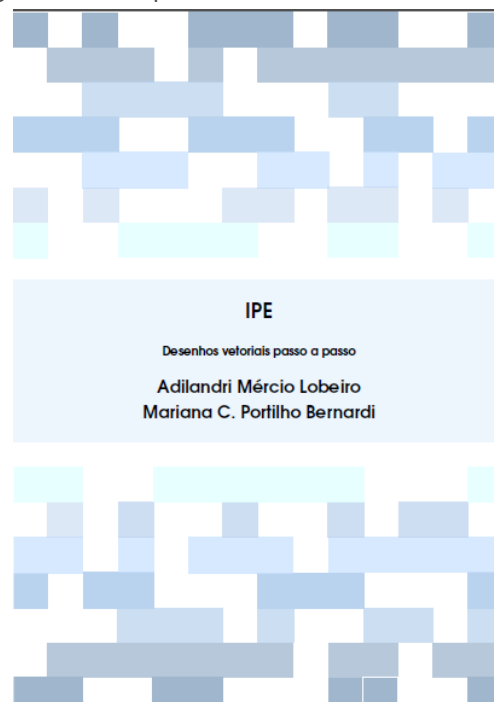 IPE
Desenhos vetoriais passo a passo
Adilandri Mércio Lobeiro
Mariana C. Portilho Bernardi